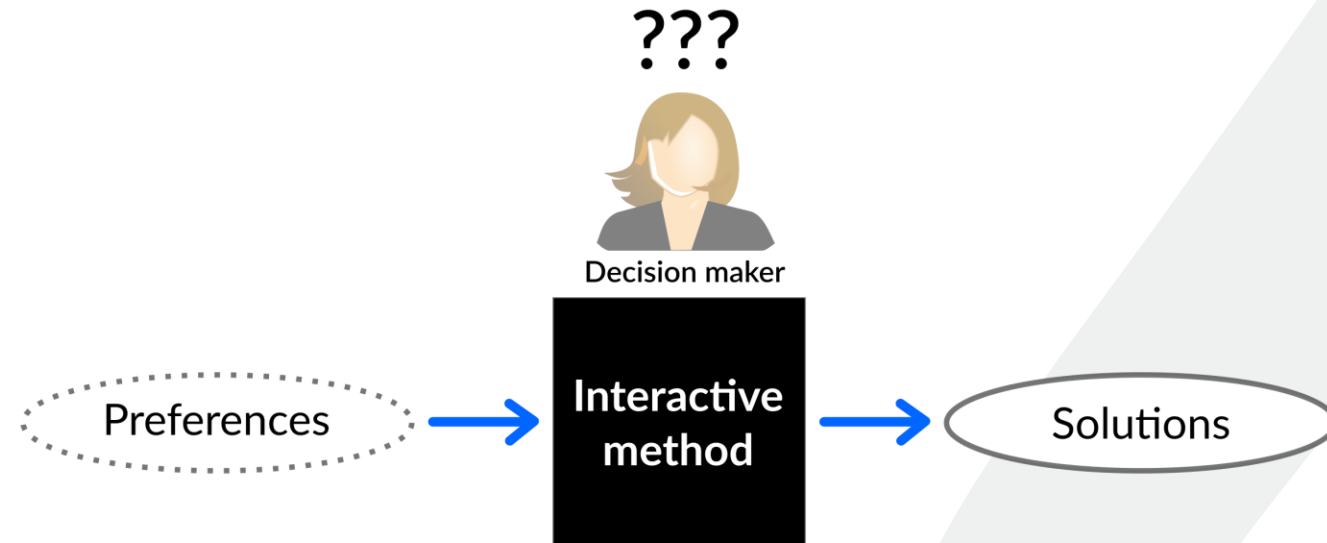 ???
Decision maker
Preferences
Interactive
method
Solutions